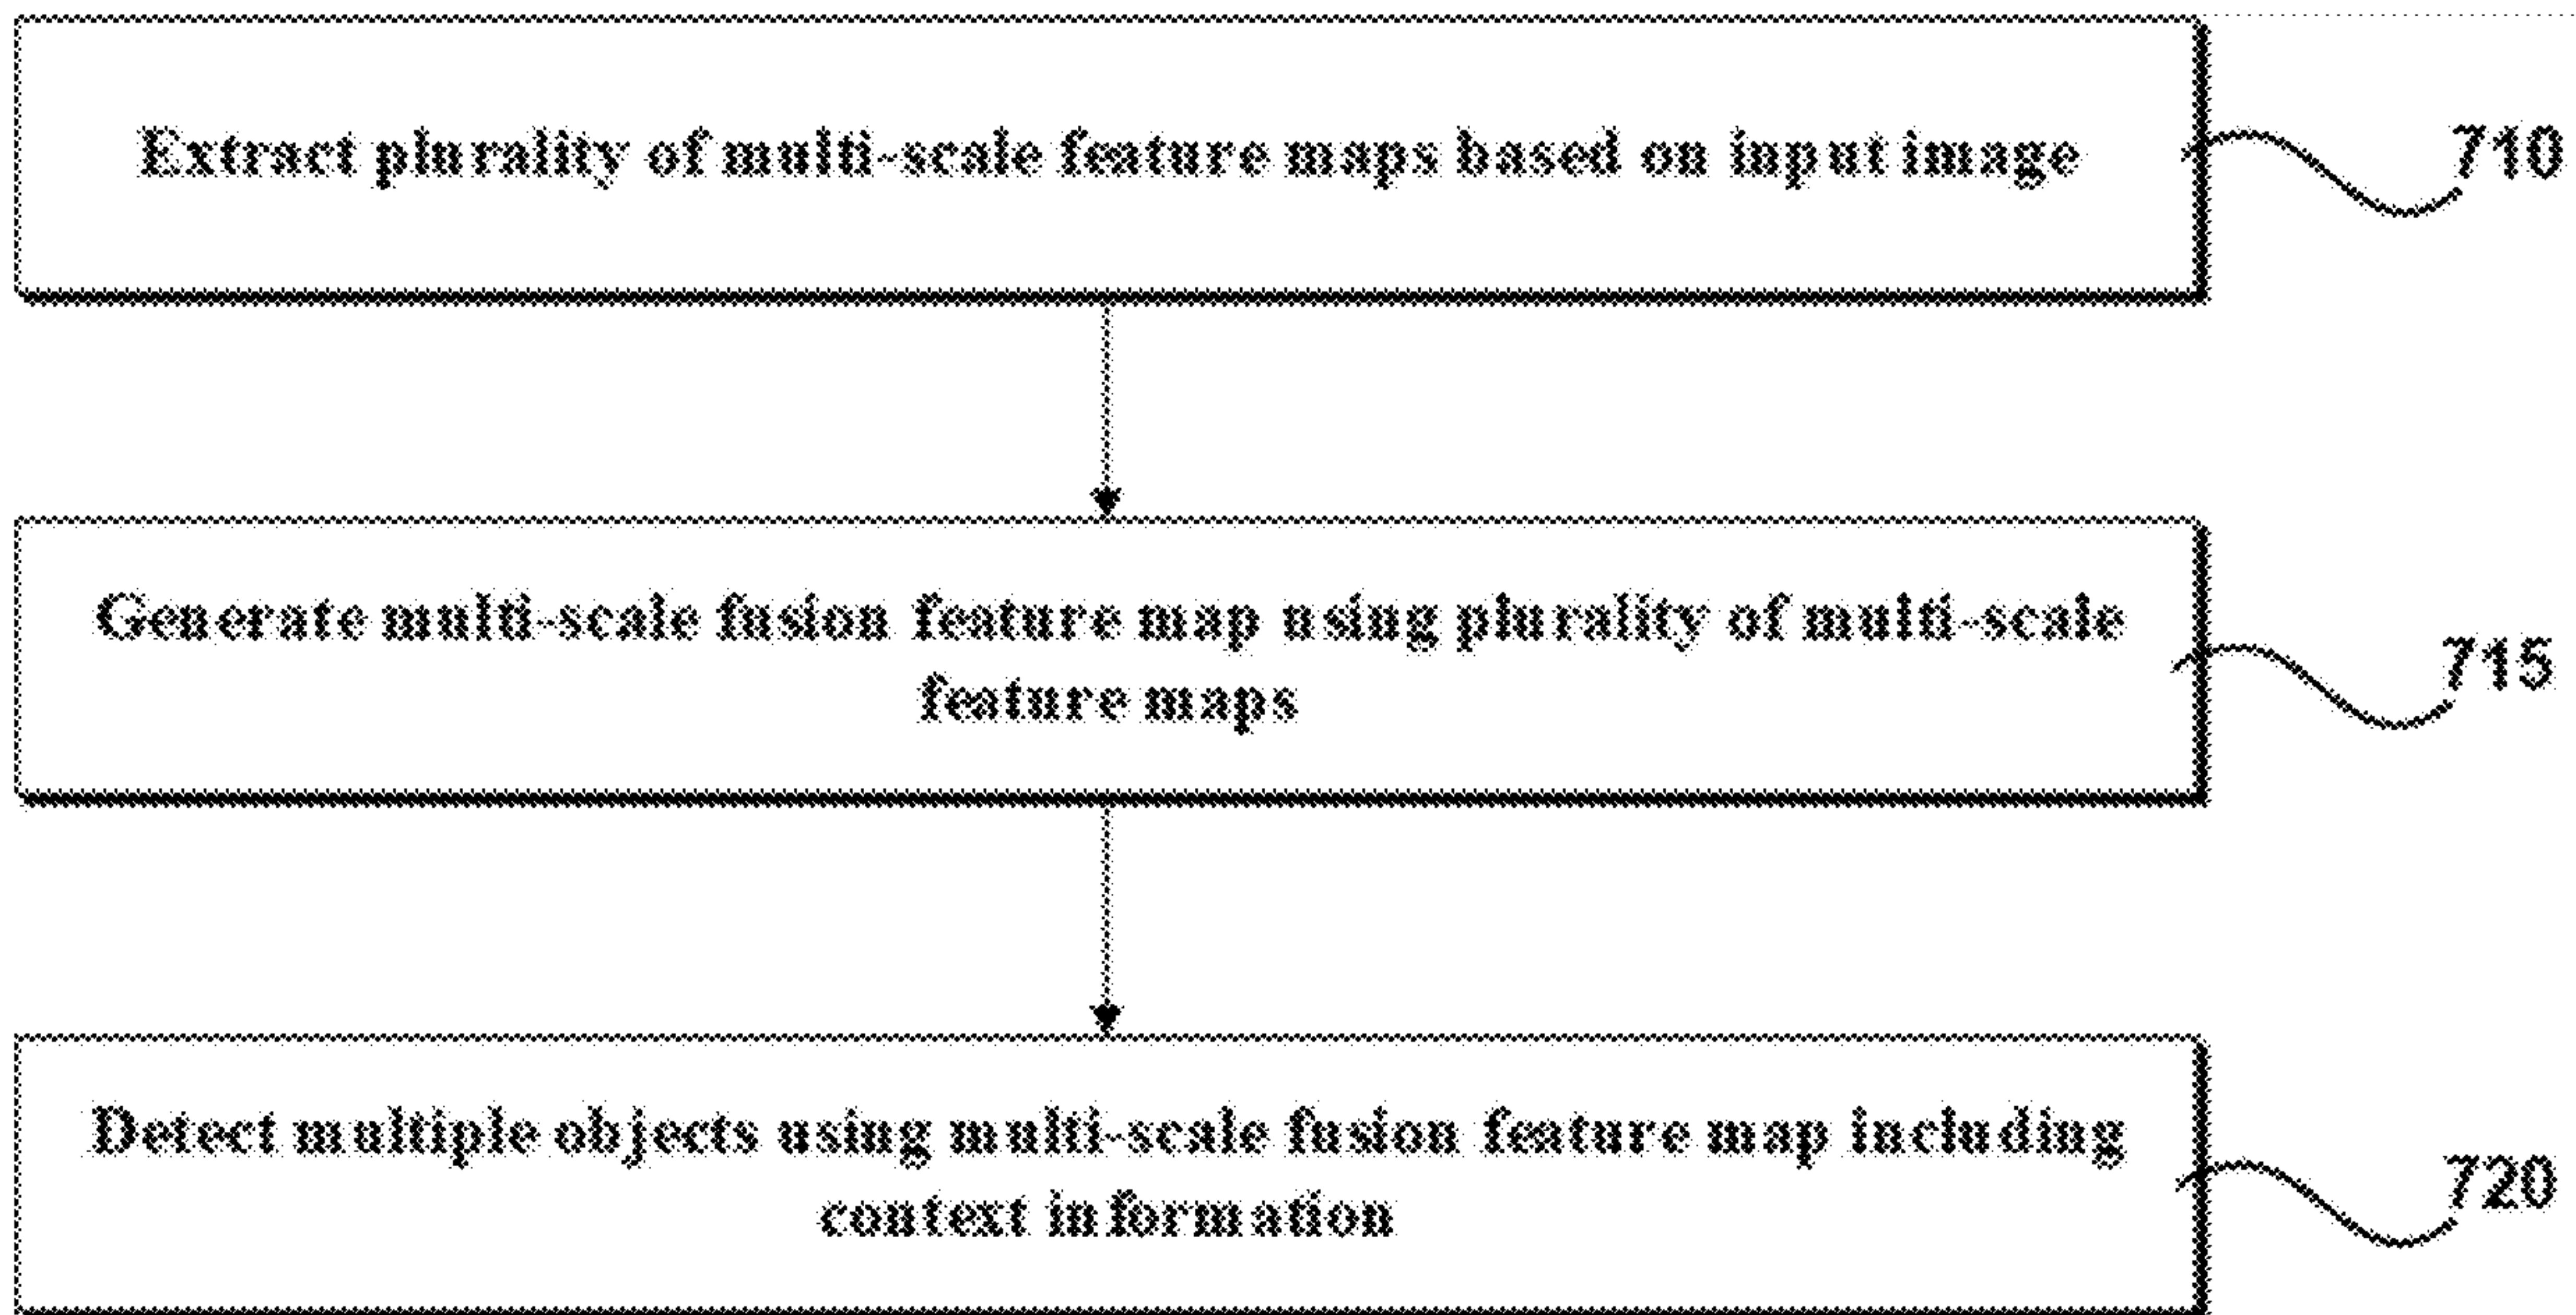 Extract plurality of multi-scale feature maps based on input image
710
Generate multi-scale fusion feature map using plurality of multi-scale
feature maps
715
Detect multiple objects using multi-scale fusion feature map including
context information
720